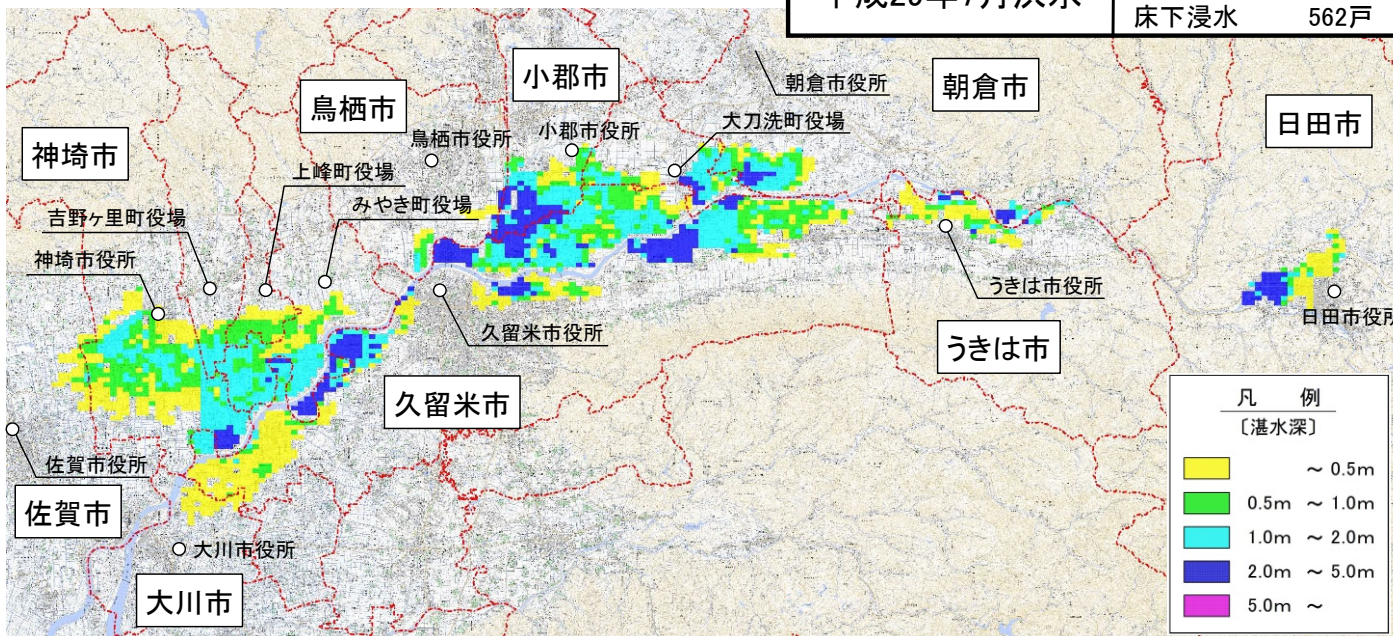 床下浸水 562戸
小郡市
朝倉市役所
朝倉市
鳥栖市
日田市
鳥栖市役所
小郡市役所
大刀洗町役場
神埼市
上峰町役場
みやき町役場
吉野ヶ里町役場
神埼市役所
うきは市役所
日田市役所
久留米市役所
うきは市
久留米市
凡 例
〔湛水深〕
～ 0.5m
0.5m ～ 1.0m
1.0m ～ 2.0m
2.0m ～ 5.0m
5.0m ～
佐賀市役所
佐賀市
大川市役所
大川市